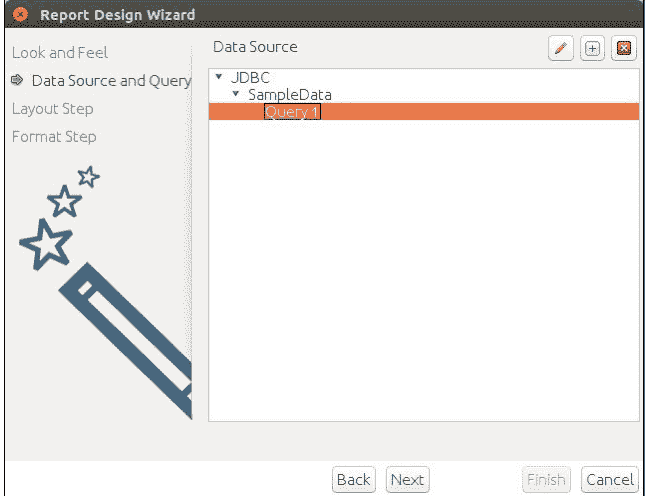 Report Design Wizard
Look and Feel
Data Source and Query
Layout Step
Format Step
Data Source
JDBC
SampleData
Query 1
Back
Next
Finish
Cancel